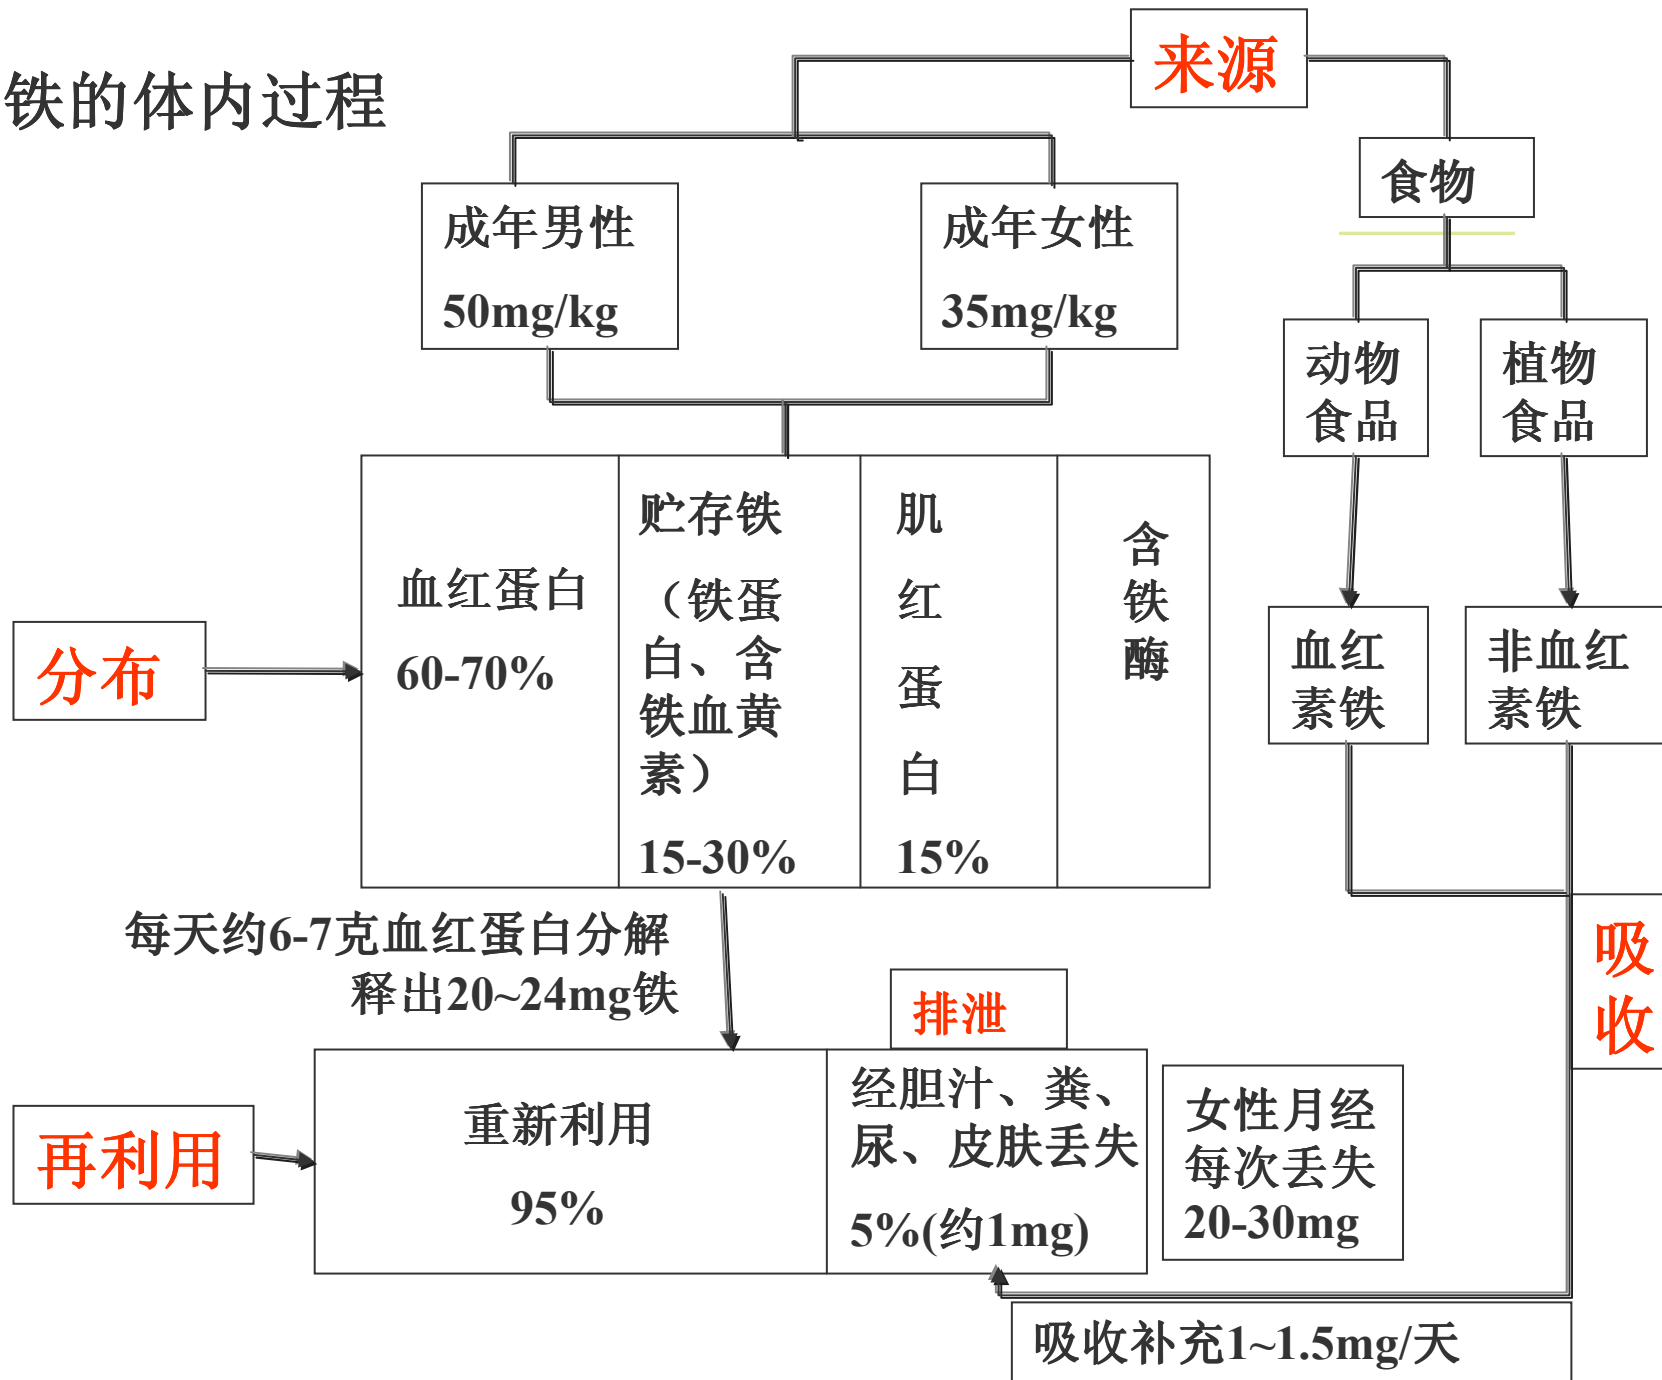 来源
铁的体内过程
食物
成年男性
50mg/kg
成年女性
35mg/kg
动物
食品
植物
食品
分布
血红蛋白
60-70%
贮存铁
（铁蛋
白、含
铁血黄
素）
15-30%
肌
红
蛋
白
15%
含
铁
酶
血红
素铁
非血红
素铁
每天约6-7克血红蛋白分解
释出20~24mg铁
吸
收
排泄
再利用
重新利用
95%
经胆汁、粪、
尿、皮肤丢失
5%(约1mg)
女性月经
每次丢失
20-30mg
吸收补充1~1.5mg/天